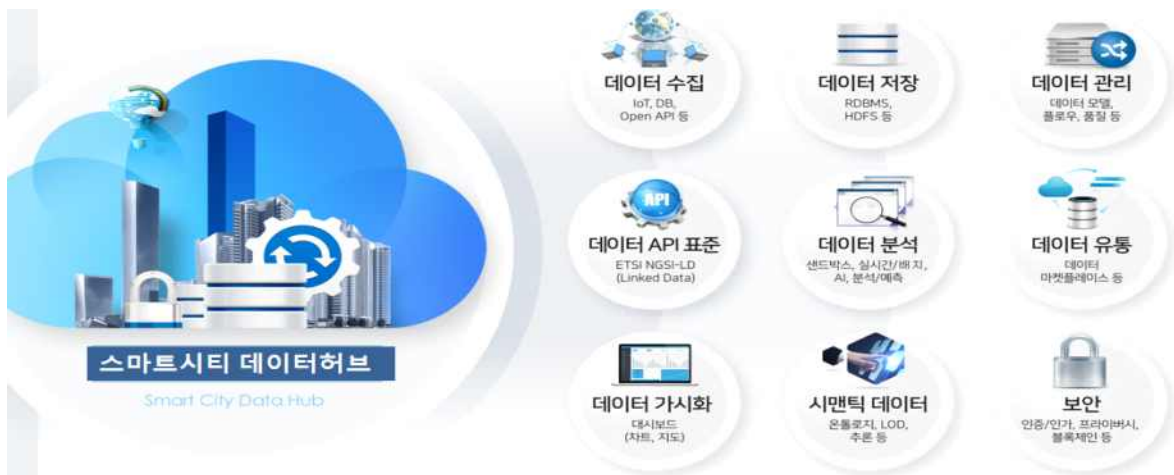 스마트시티 데이터허브
Smart City Data Hub
데이터 수집
IoT, DB,
Open API 등
데이터 저장
RDBMS,
HDFS 등
데이터 관리
데이터 모델,
플로우, 품질 등
API
데이터 API 표준
ETSI NGSI-LD
(Linked Data)
데이터 분석
샌드박스, 실시간/배치,
AI, 분석/예측
데이터 유통
데이터
마켓플레이스 등
데이터 가시화
대시보드
(차트, 지도)
시맨틱 데이터
온톨로지, LOD,
추론 등
보안
인증/인가, 프라이버시,
블록체인 등